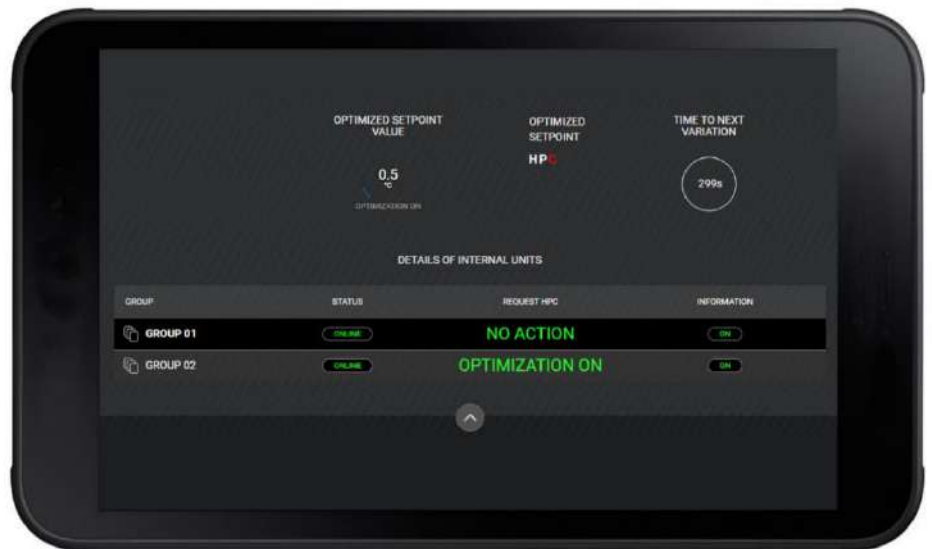 OPTIMIZED SETPOINT
VALUE
0.5
°C
OPTIMIZATION ON
OPTIMIZED
SETPOINT
HPC
TIME TO NEXT
VARIATION
299s
DETAILS OF INTERNAL UNITS
GROUP STATUS REQUEST HPC INFORMATION
GROUP 01 ONLINE NO ACTION ON
GROUP 02 ONLINE OPTIMIZATION ON ON